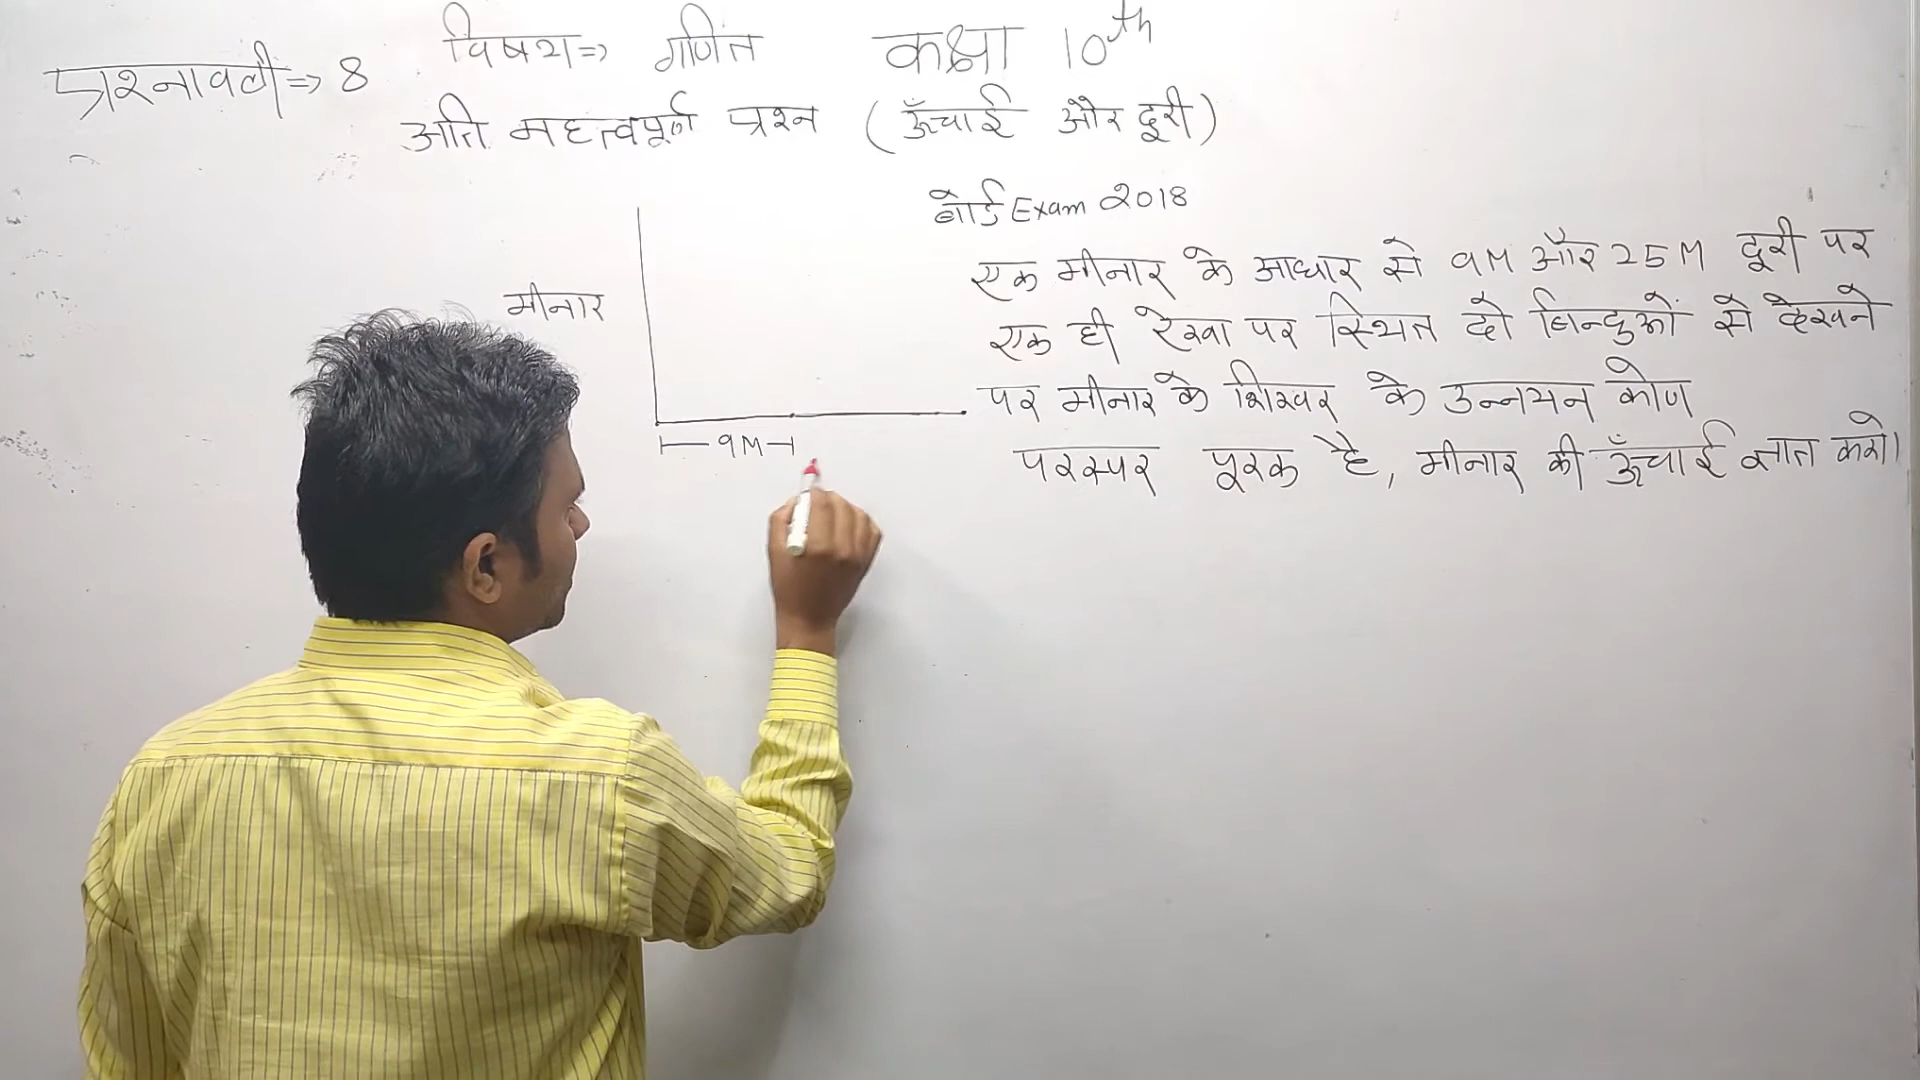 प्रश्नावली => 8
विषय => गणित कक्षा 10th
अति महत्वपूर्ण प्रश्न (ऊँचाई और दूरी)
बोर्ड Exam 2018
एक मीनार के आधार से 9M और 25M दूरी पर
एक ही रेखा पर स्थित दो बिन्दुओं से देखने
पर मीनार के शिखर के उन्नयन कोण
परस्पर पूरक है, मीनार की ऊँचाई ज्ञात करो।
मीनार
9M